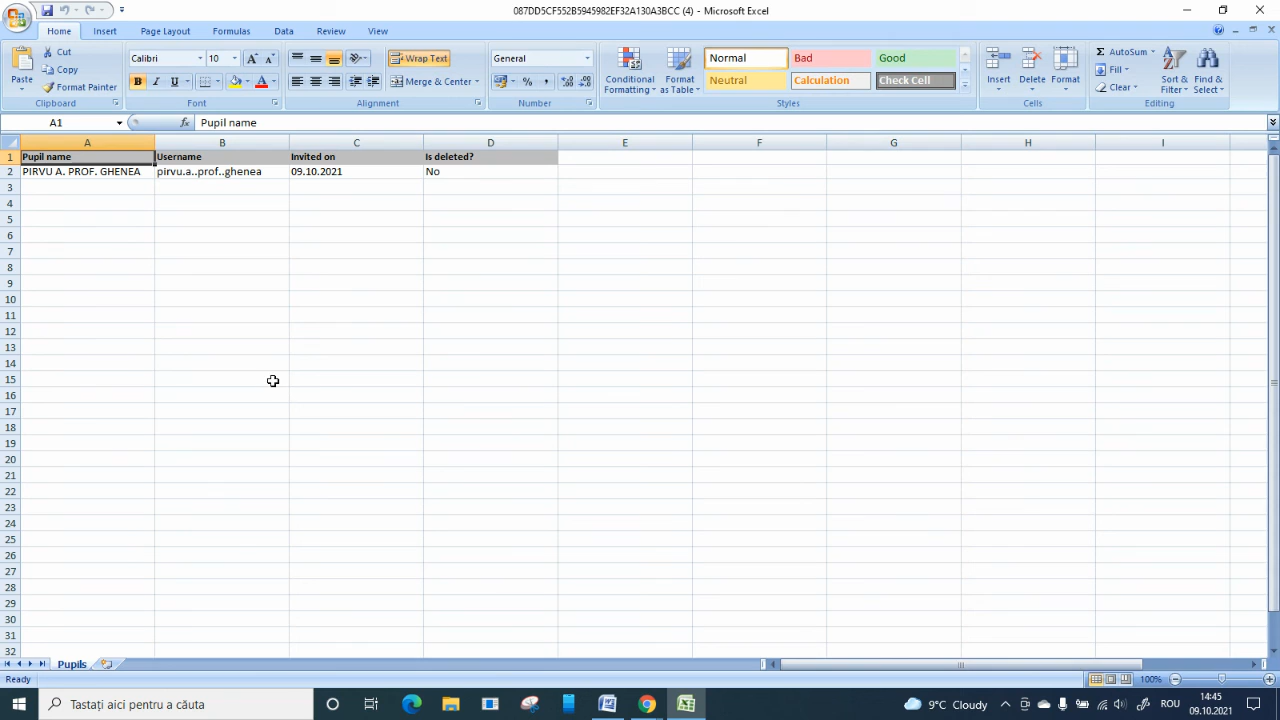 087DD5CF552B5945982EF32A130A3BCC (4) - Microsoft Excel
Home Insert Page Layout Formulas Data Review View
Paste
Cut
Copy
Format Painter
Clipboard
Calibri 10
B I U
Font
Wrap Text
Merge & Center
Alignment
General
% ,
Number
Conditional Formatting
Format as Table
Normal Bad Good
Neutral Calculation Check Cell
Styles
Insert Delete Format
Cells
Σ AutoSum
Fill
Clear
Sort & Filter
Find & Select
Editing
A1 fx Pupil name
A B C D E F G H I
1 Pupil name Username Invited on Is deleted?
2 PIRVU A. PROF. GHENEA pirvu.a..prof..ghenea 09.10.2021 No
3
4
5
6
7
8
9
10
11
12
13
14
15
16
17
18
19
20
21
22
23
24
25
26
27
28
29
30
31
32
Pupils
Ready 100%
Tastați aici pentru a căuta
9°C Cloudy ROU 14:45
09.10.2021